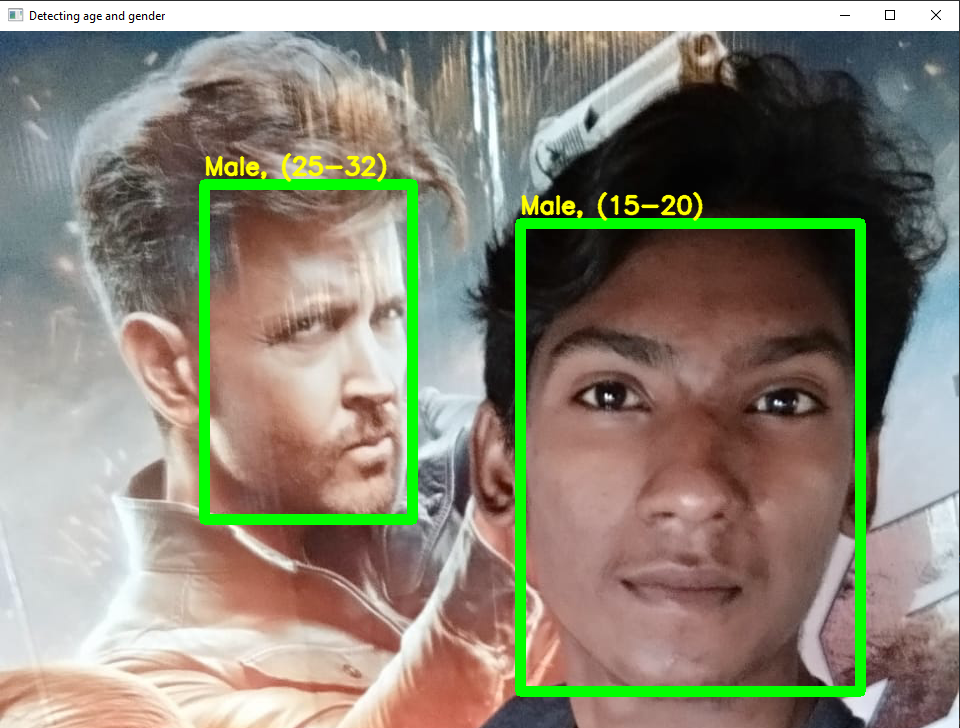 Detecting age and gender
Male, (25-32)
Male, (15-20)